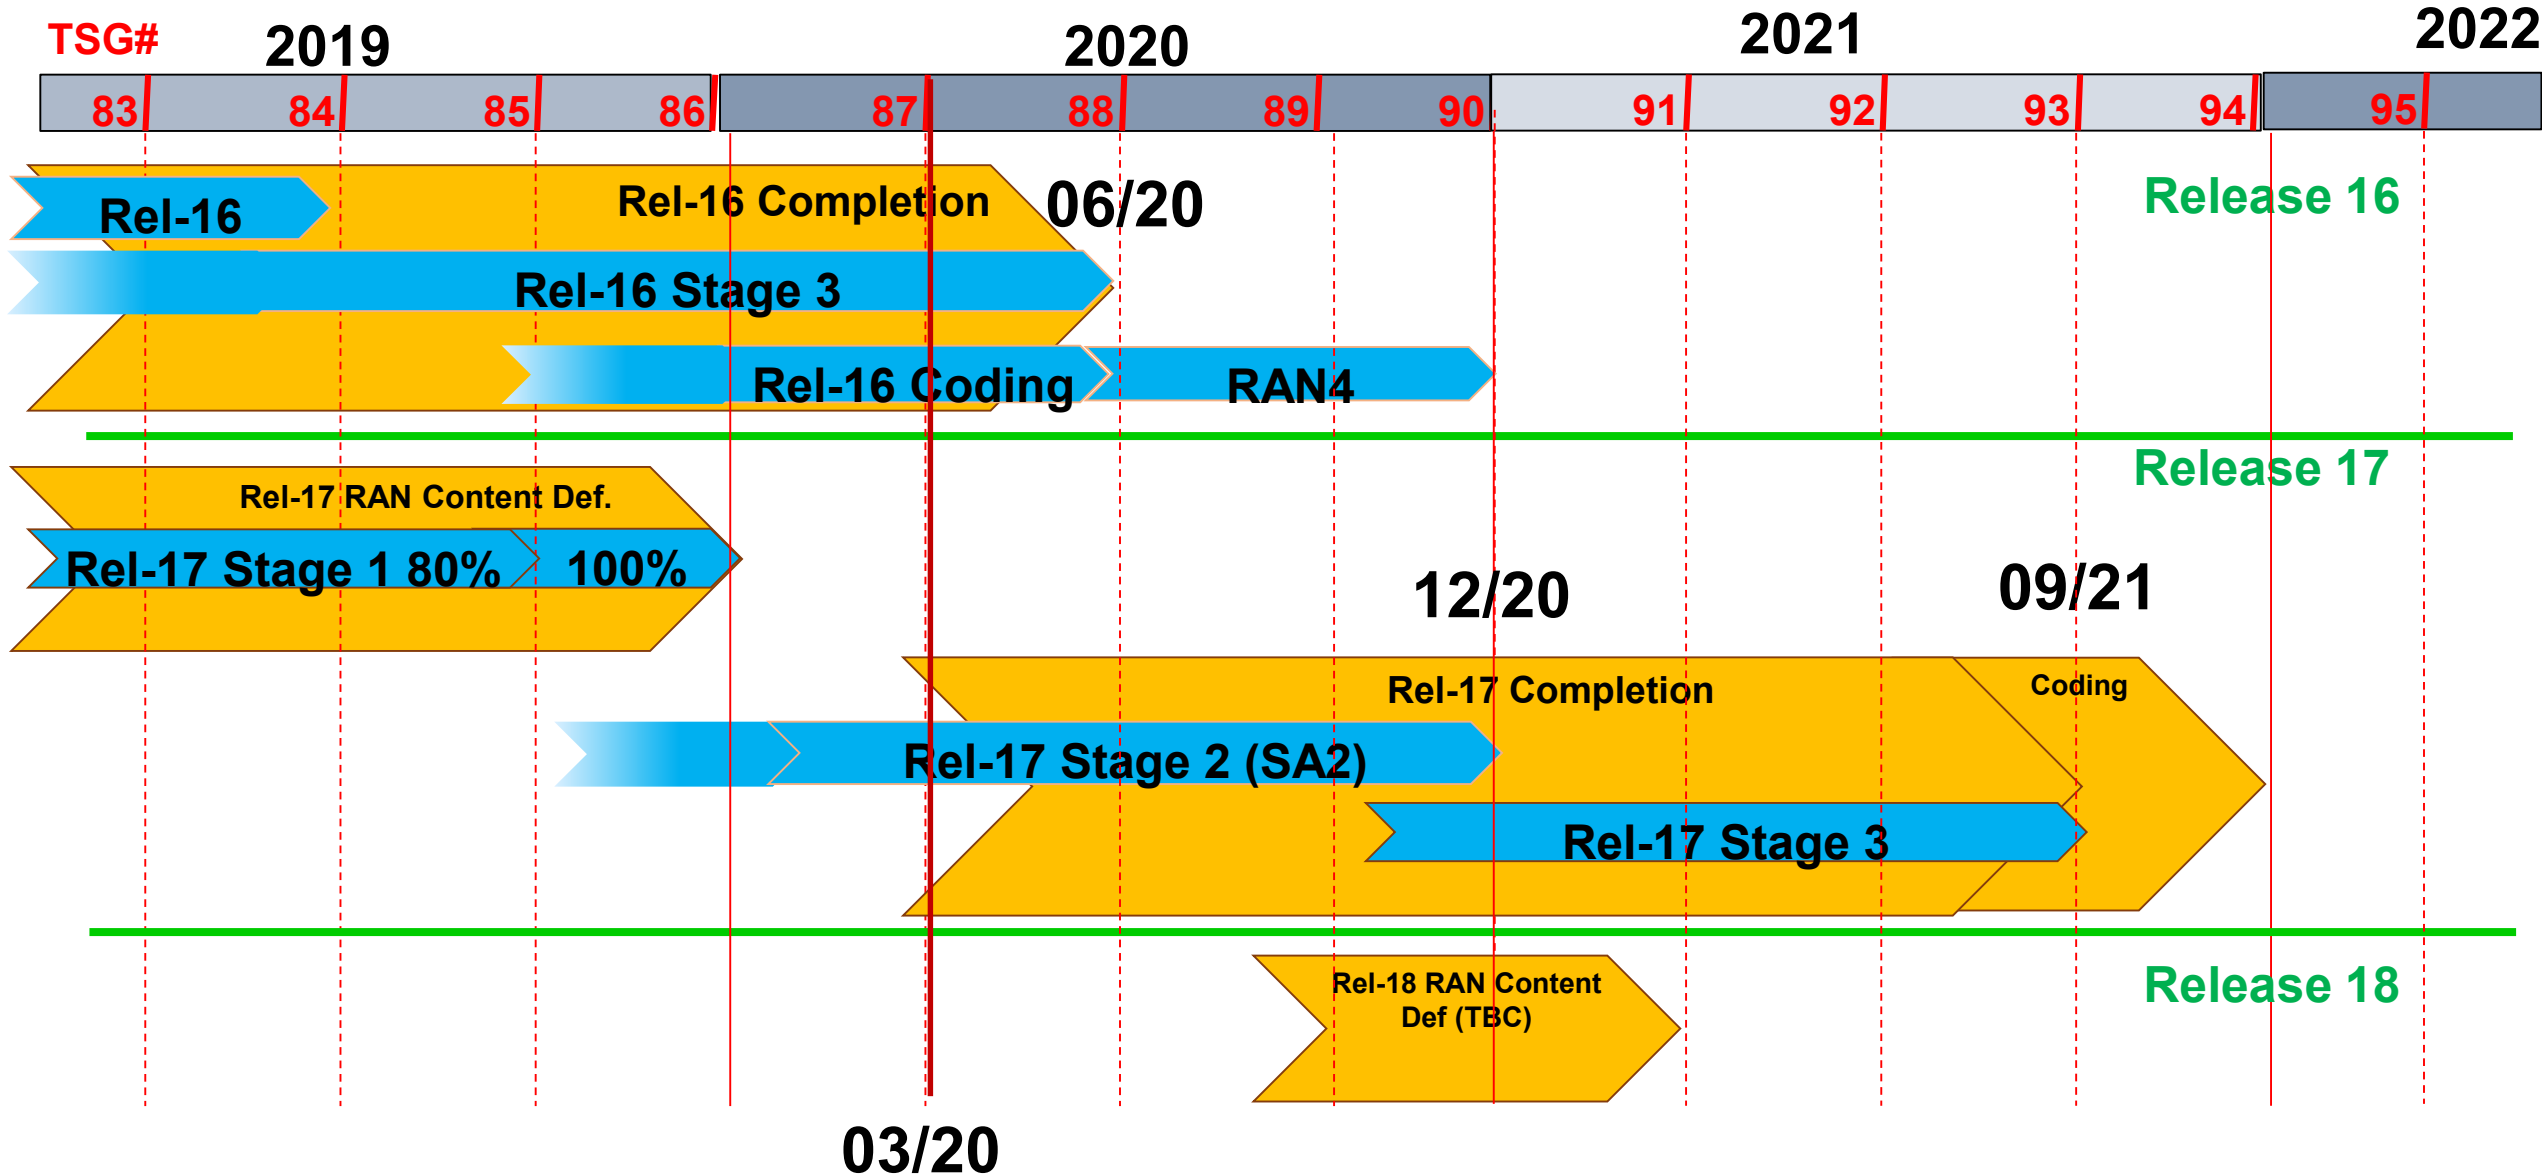 TSG#
2019
2020
2021
2022
83
84
85
86
87
88
89
90
91
92
93
94
95
Rel-16
Rel-16 Completion
06/20
Release 16
Rel-16 Stage 3
Rel-16 Coding
RAN4
Release 17
Rel-17 RAN Content Def.
Rel-17 Stage 1 80%
100%
12/20
09/21
Rel-17 Completion
Coding
Rel-17 Stage 2 (SA2)
Rel-17 Stage 3
Rel-18 RAN Content
Def (TBC)
Release 18
03/20